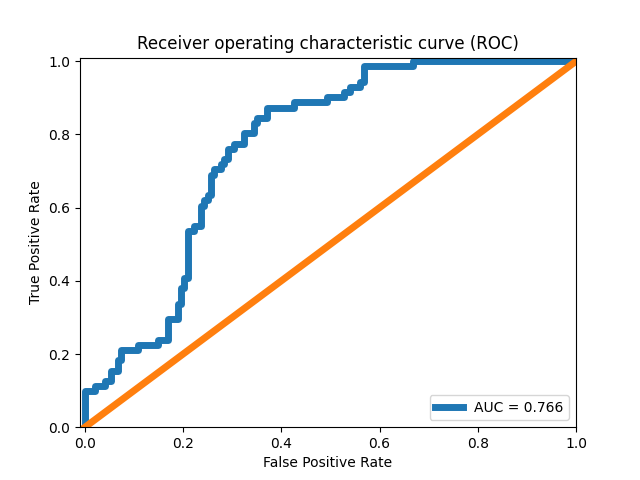 Receiver operating characteristic curve (ROC)
True Positive Rate
1.0
0.8
0.6
0.4
0.2
0.0
AUC = 0.766
0.0 0.2 0.4 0.6 0.8 1.0
False Positive Rate